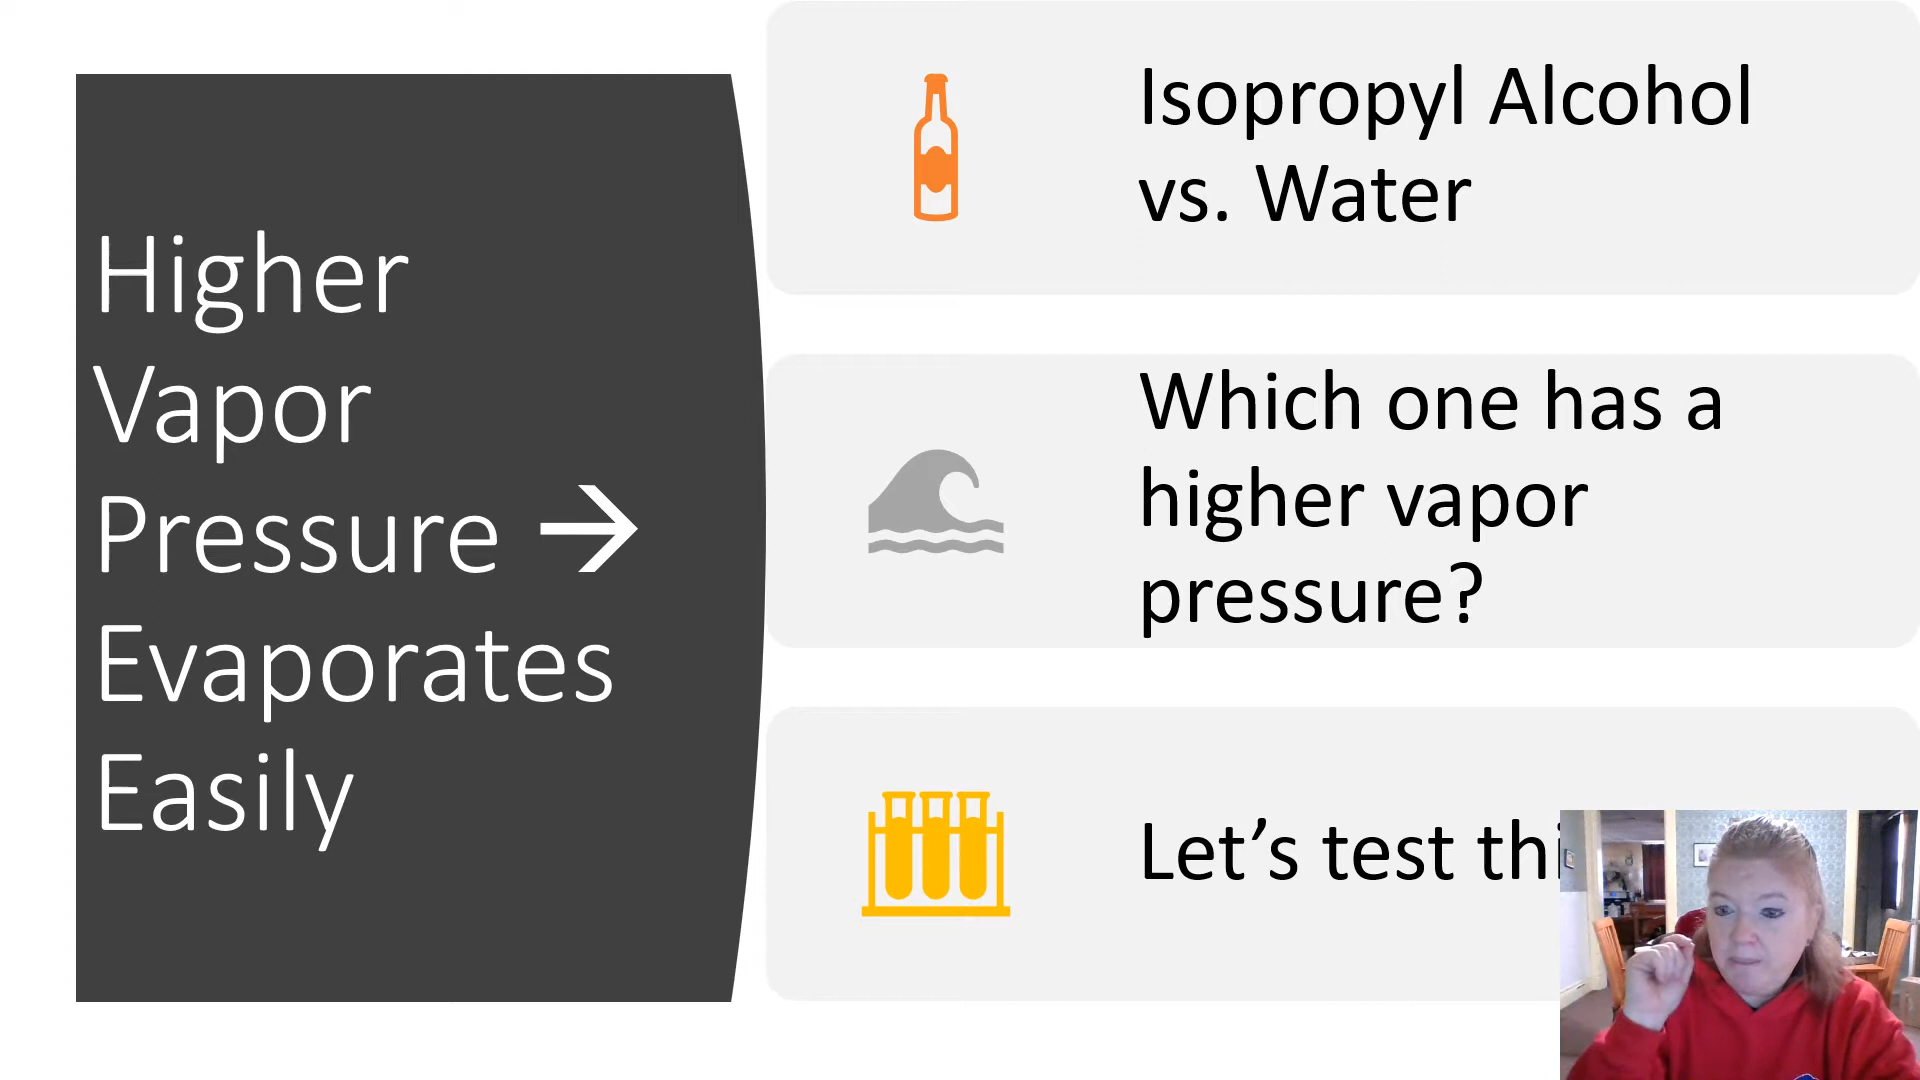 Higher
Vapor
Pressure →
Evaporates
Easily
Isopropyl Alcohol
vs. Water
Which one has a
higher vapor
pressure?
Let’s test